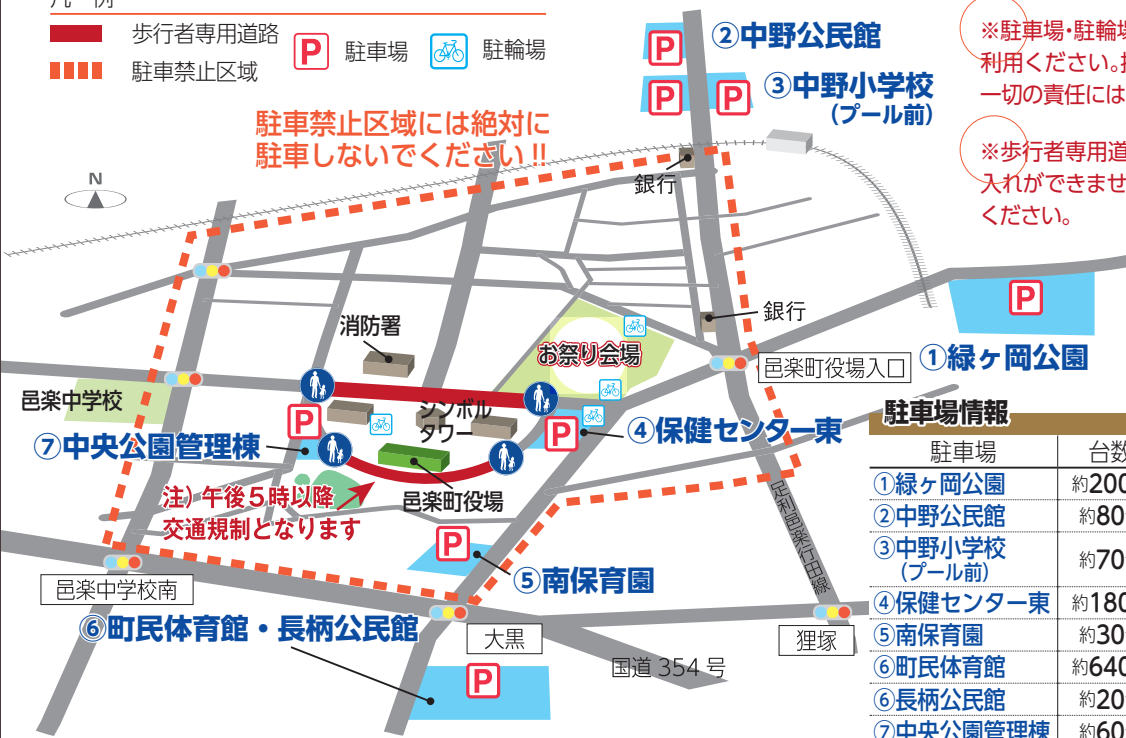 凡 例
歩行者専用道路
P 駐車場
駐輪場
駐車禁止区域
駐車禁止区域には絶対に
駐車しないでください!!
N
P
②中野公民館
P
P
③中野小学校
(プール前)
※駐車場・駐輪場
利用ください。
一切の責任には
※歩行者専用道
入れができませ
ください。
銀行
銀行
P
①緑ヶ岡公園
消防署
お祭り会場
邑楽町役場入口
邑楽中学校
P
シンボル
タワー
P
④保健センター東
⑦中央公園管理棟
邑楽町役場
注)午後5時以降
交通規制となります
足利邑楽行田線
P
⑤南保育園
邑楽中学校南
⑥町民体育館・長柄公民館
大黒
狸塚
国道354号
P
駐車場情報
駐車場 台数
①緑ヶ岡公園 約200
②中野公民館 約80
③中野小学校
(プール前) 約70
④保健センター東 約180
⑤南保育園 約30
⑥町民体育館 約640
⑥長柄公民館 約20
⑦中央公園管理棟 約60